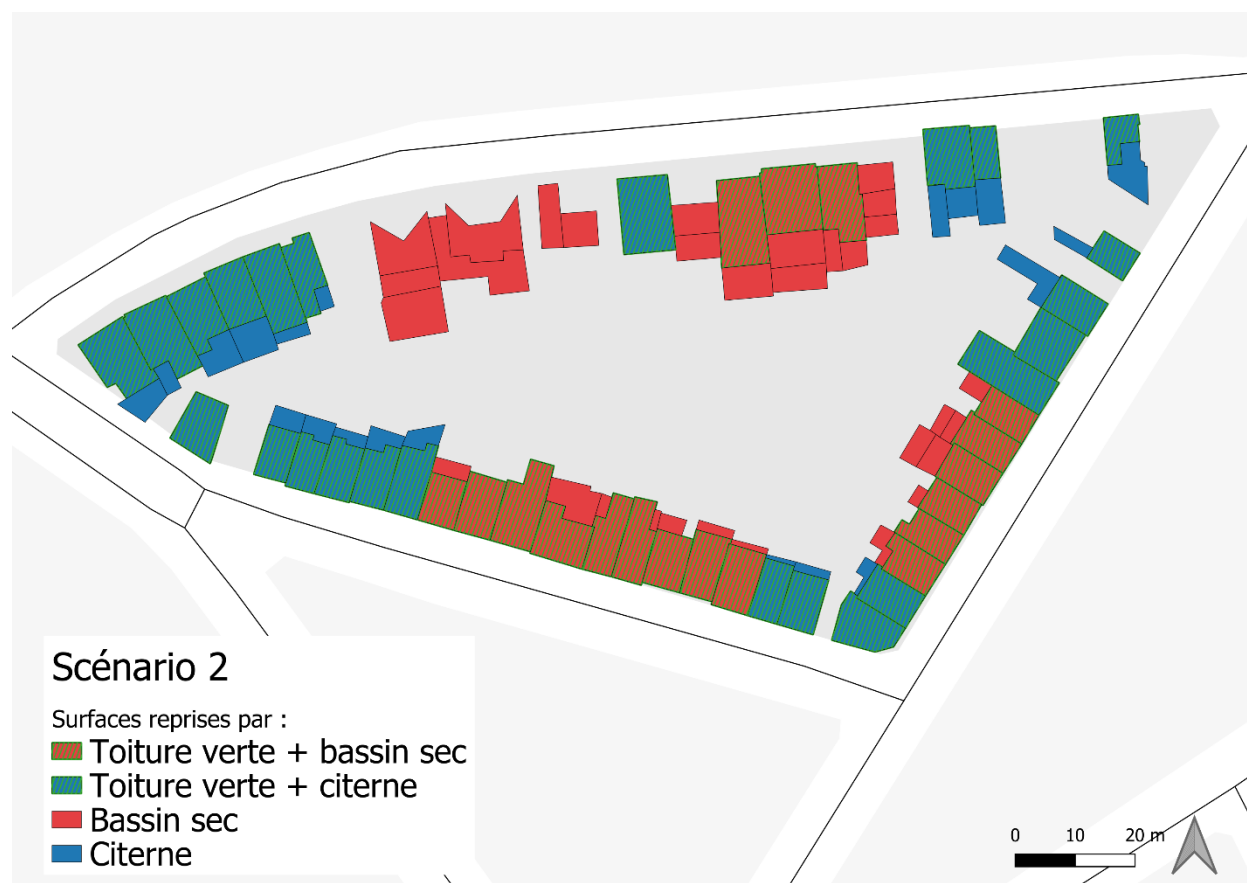 Scénario 2
Surfaces reprises par :
Toiture verte + bassin sec
Toiture verte + citerne
Bassin sec
Citerne
0 10 20 m